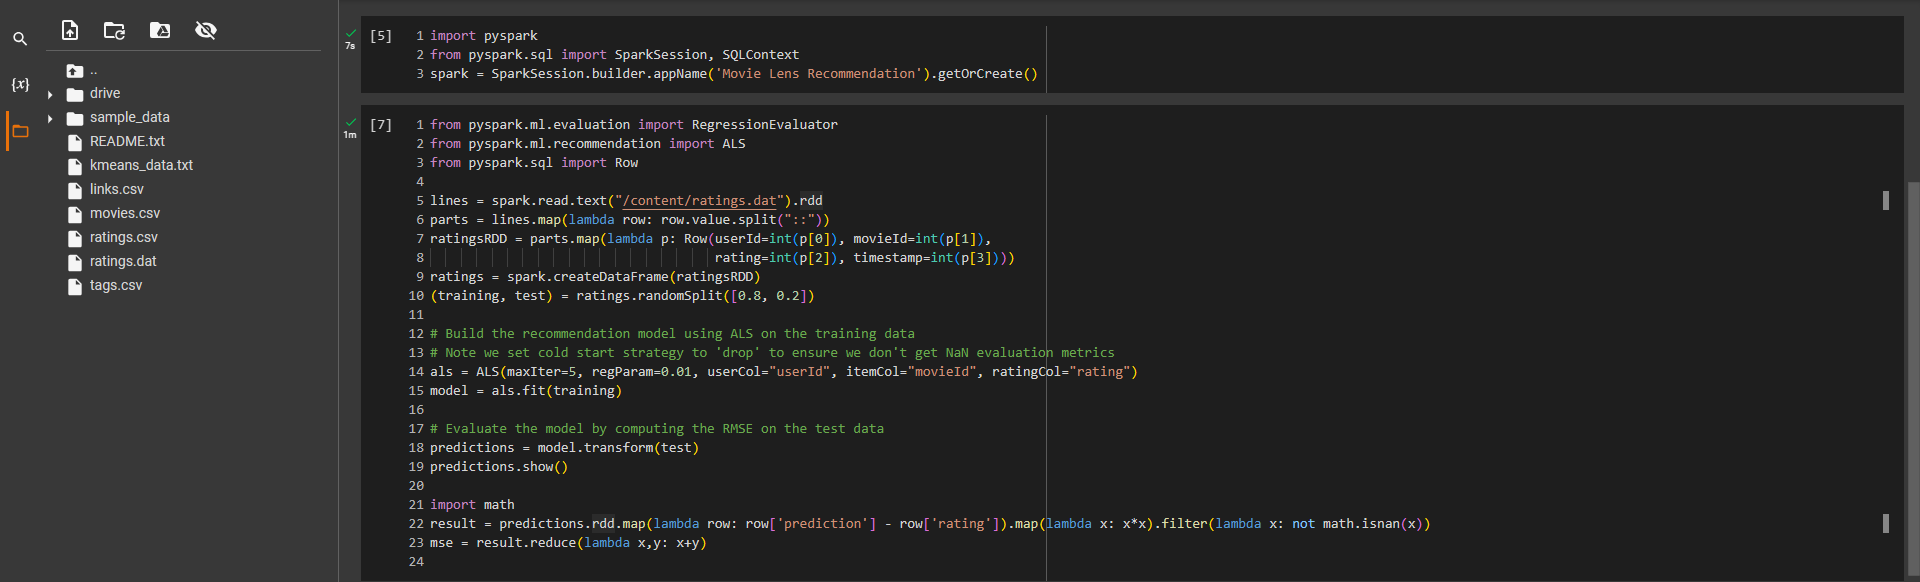 {x}
..
drive
sample_data
README.txt
kmeans_data.txt
links.csv
movies.csv
ratings.csv
ratings.dat
tags.csv
7s
[5]
1 import pyspark
2 from pyspark.sql import SparkSession, SQLContext
3 spark = SparkSession.builder.appName('Movie Lens Recommendation').getOrCreate()
1m
[7]
1 from pyspark.ml.evaluation import RegressionEvaluator
2 from pyspark.ml.recommendation import ALS
3 from pyspark.sql import Row
4
5 lines = spark.read.text("/content/ratings.dat").rdd
6 parts = lines.map(lambda row: row.value.split("::"))
7 ratingsRDD = parts.map(lambda p: Row(userId=int(p[0]), movieId=int(p[1]),
8                                      rating=int(p[2]), timestamp=int(p[3])))
9 ratings = spark.createDataFrame(ratingsRDD)
10 (training, test) = ratings.randomSplit([0.8, 0.2])
11
12 # Build the recommendation model using ALS on the training data
13 # Note we set cold start strategy to 'drop' to ensure we don't get NaN evaluation metrics
14 als = ALS(maxIter=5, regParam=0.01, userCol="userId", itemCol="movieId", ratingCol="rating")
15 model = als.fit(training)
16
17 # Evaluate the model by computing the RMSE on the test data
18 predictions = model.transform(test)
19 predictions.show()
20
21 import math
22 result = predictions.rdd.map(lambda row: row['prediction'] - row['rating']).map(lambda x: x*x).filter(lambda x: not math.isnan(x))
23 mse = result.reduce(lambda x,y: x+y)
24